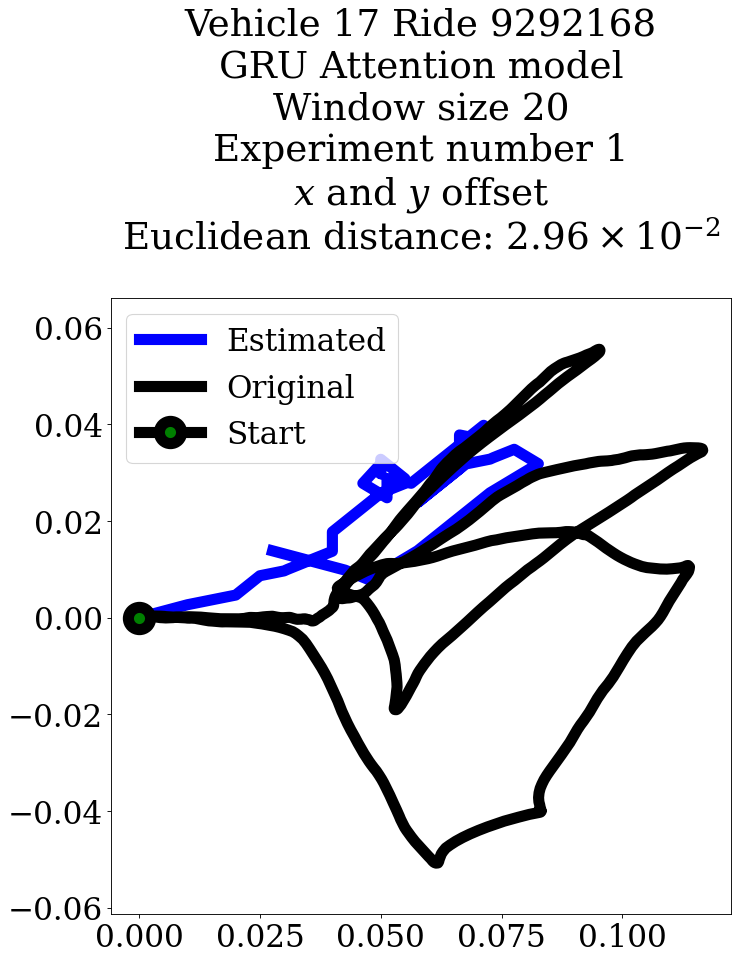 Vehicle 17 Ride 9292168
GRU Attention model
Window size 20
Experiment number 1
x and y offset
Euclidean distance: 2.96 × 10⁻²
Estimated
Original
Start
0.06
0.04
0.02
0.00
−0.02
−0.04
−0.06
0.000 0.025 0.050 0.075 0.100